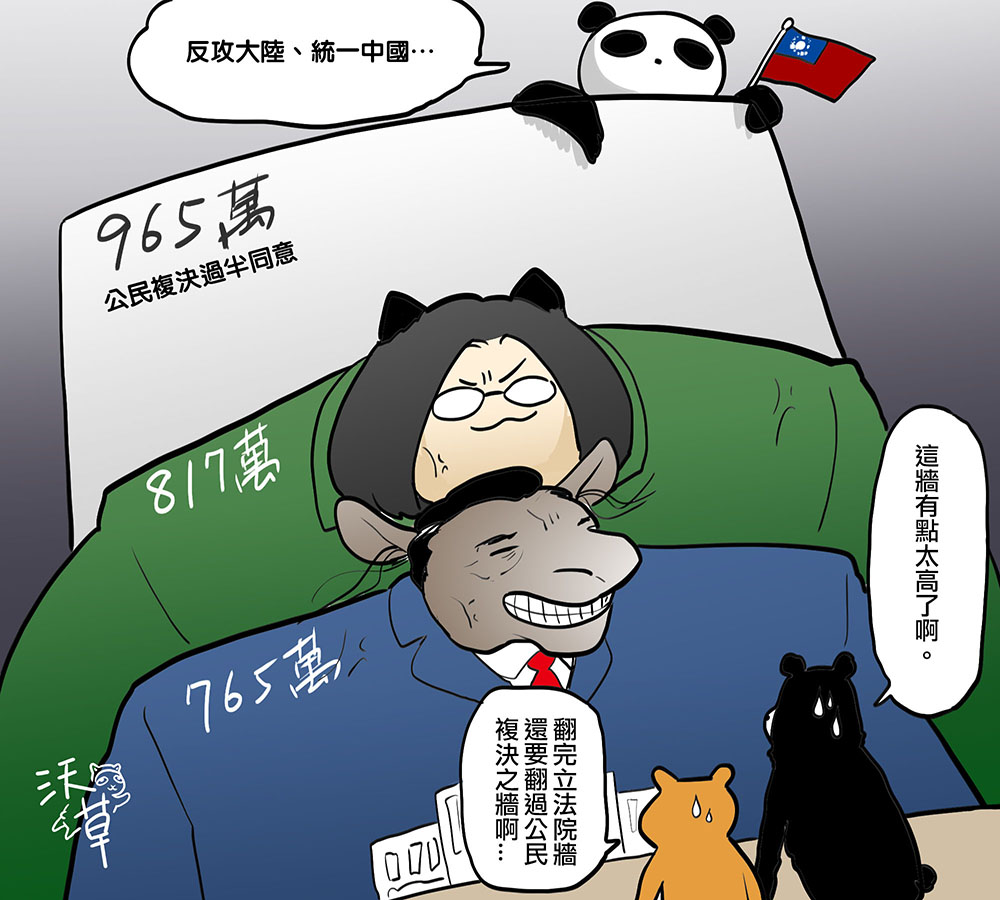 反攻大陸、統一中國…
965萬
公民複決過半同意
817萬
765萬
這牆有點太高了啊。
翻完立法院牆
還要翻過公民
複決之牆啊…
沃草